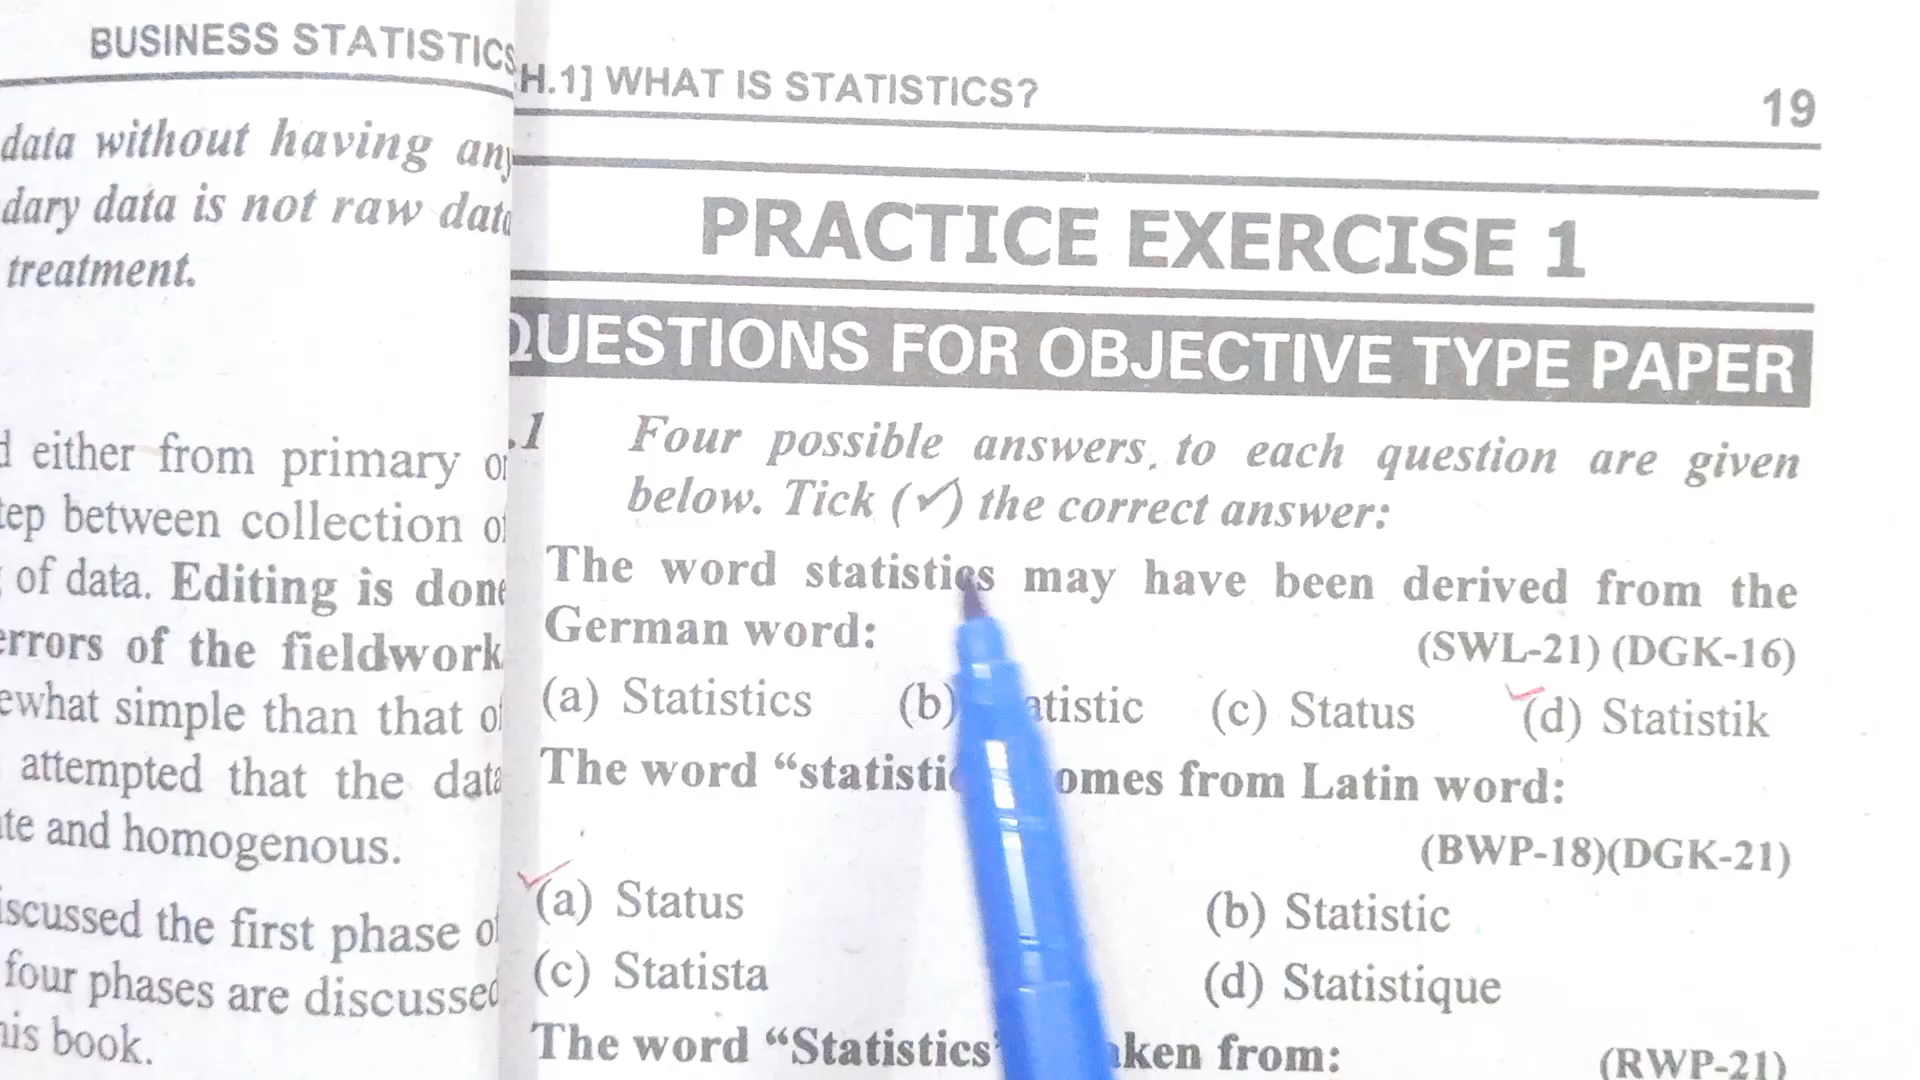 BUSINESS STATISTICS
data without having any
dary data is not raw data
treatment.
either from primary or
tep between collection of
of data. Editing is done
errors of the fieldwork
ewhat simple than that of
attempted that the data
te and homogenous.
iscussed the first phase of
four phases are discussed
his book.
H.1] WHAT IS STATISTICS?
19
PRACTICE EXERCISE 1
QUESTIONS FOR OBJECTIVE TYPE PAPER
.1 Four possible answers, to each question are given
below. Tick (✓) the correct answer:
The word statistics may have been derived from the
German word: (SWL-21) (DGK-16)
(a) Statistics (b) atistic (c) Status (d) Statistik
The word “statisti omes from Latin word:
(BWP-18)(DGK-21)
(a) Status (b) Statistic
(c) Statista (d) Statistique
The word “Statistics” aken from: (RWP-21)